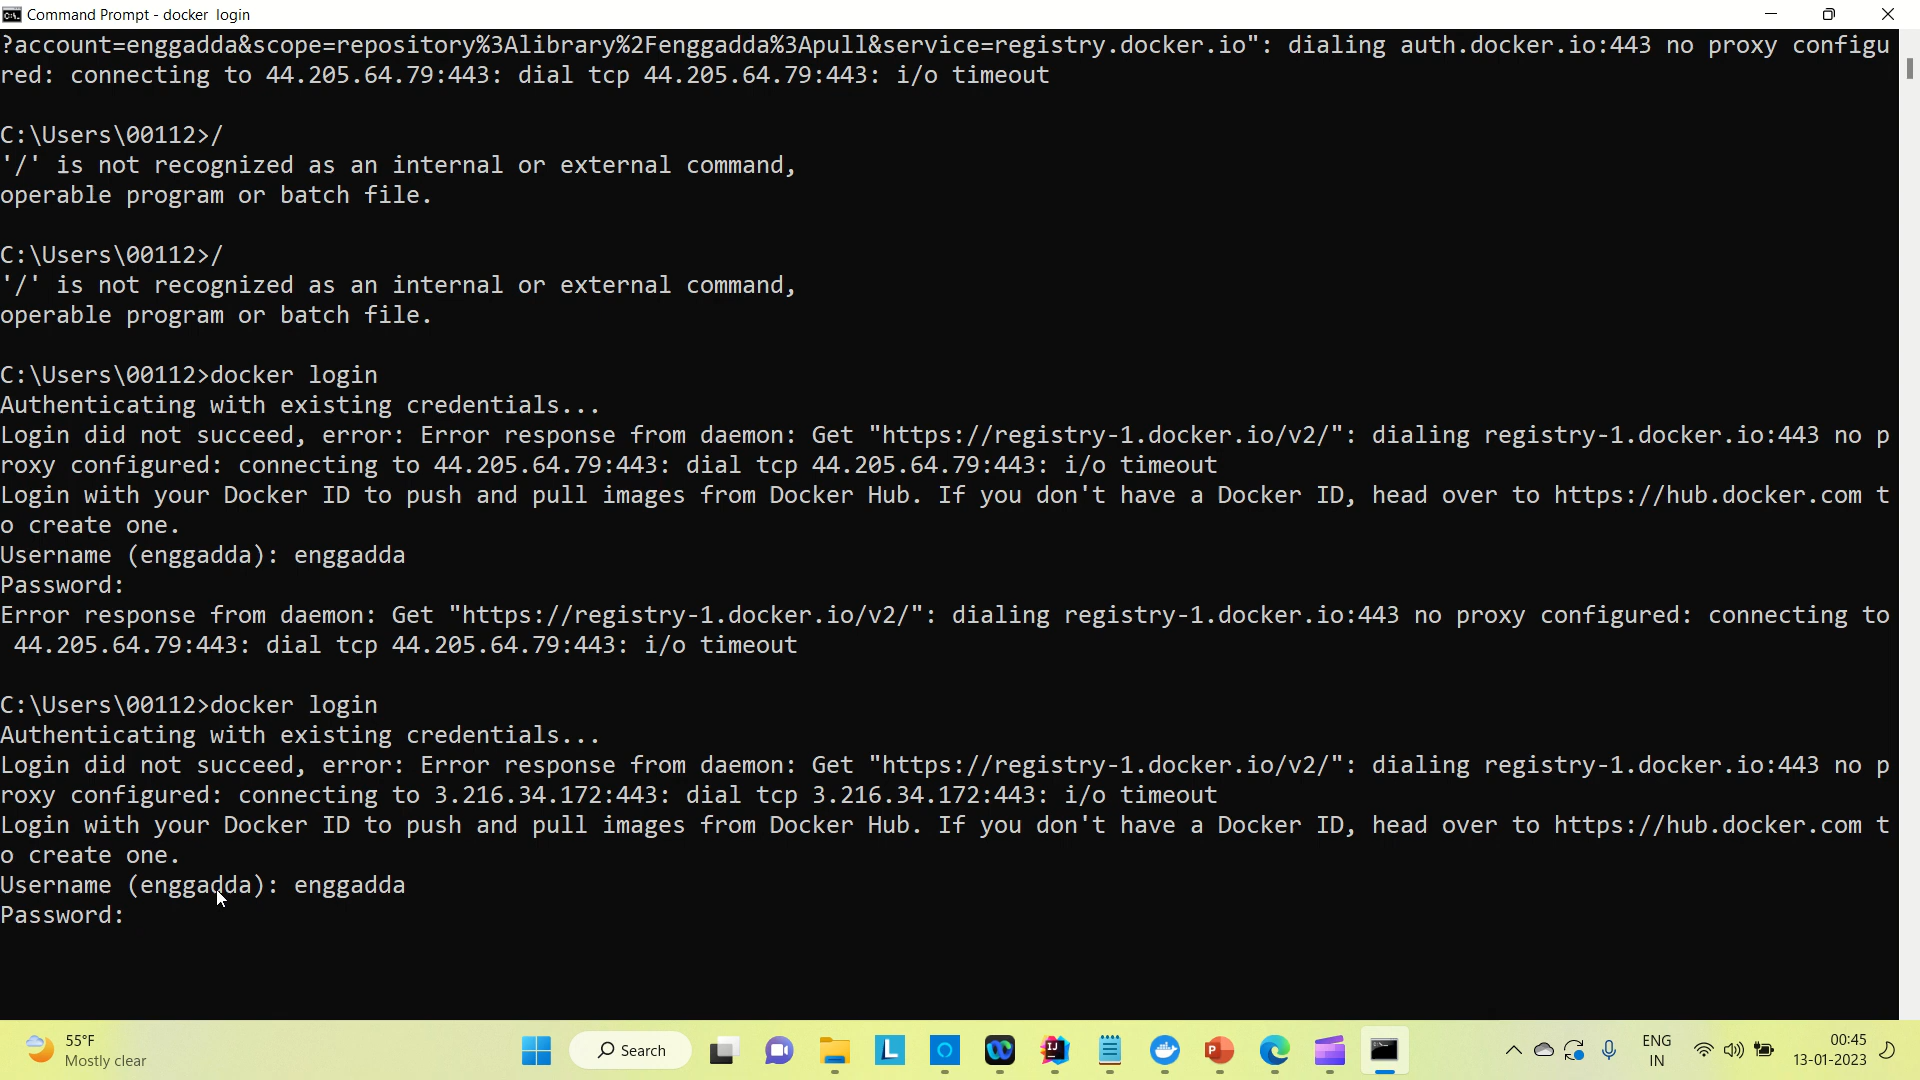 Command Prompt - docker login
?account=enggadda&scope=repository%3Alibrary%2Fenggadda%3Apull&service=registry.docker.io": dialing auth.docker.io:443 no proxy configu
red: connecting to 44.205.64.79:443: dial tcp 44.205.64.79:443: i/o timeout
C:\Users\00112>/
'/' is not recognized as an internal or external command,
operable program or batch file.
C:\Users\00112>/
'/' is not recognized as an internal or external command,
operable program or batch file.
C:\Users\00112>docker login
Authenticating with existing credentials...
Login did not succeed, error: Error response from daemon: Get "https://registry-1.docker.io/v2/": dialing registry-1.docker.io:443 no p
roxy configured: connecting to 44.205.64.79:443: dial tcp 44.205.64.79:443: i/o timeout
Login with your Docker ID to push and pull images from Docker Hub. If you don't have a Docker ID, head over to https://hub.docker.com t
o create one.
Username (enggadda): enggadda
Password:
Error response from daemon: Get "https://registry-1.docker.io/v2/": dialing registry-1.docker.io:443 no proxy configured: connecting to
44.205.64.79:443: dial tcp 44.205.64.79:443: i/o timeout
C:\Users\00112>docker login
Authenticating with existing credentials...
Login did not succeed, error: Error response from daemon: Get "https://registry-1.docker.io/v2/": dialing registry-1.docker.io:443 no p
roxy configured: connecting to 3.216.34.172:443: dial tcp 3.216.34.172:443: i/o timeout
Login with your Docker ID to push and pull images from Docker Hub. If you don't have a Docker ID, head over to https://hub.docker.com t
o create one.
Username (enggadda): enggadda
Password:
55°F
Mostly clear
Search
ENG
IN
00:45
13-01-2023